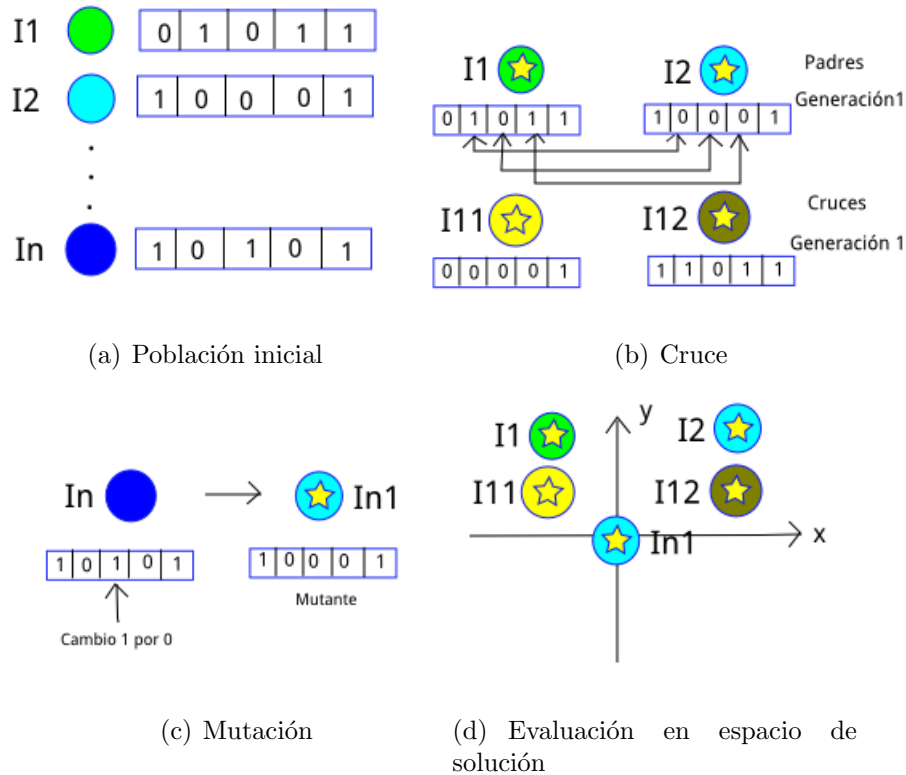 I1 0 1 0 1 1
I2 1 0 0 0 1
In 1 0 1 0 1
(a) Población inicial
I1 I2 Padres
0 1 0 1 1 1 0 0 0 1 Generación1
I11 I12 Cruces
Generación 1
0 0 0 0 1 1 1 0 1 1
(b) Cruce
In In1
1 0 1 0 1 1 0 0 0 1
Mutante
Cambio 1 por 0
(c) Mutación
y
I1 I2
I11 I12
x
In1
(d) Evaluación en espacio de
solución